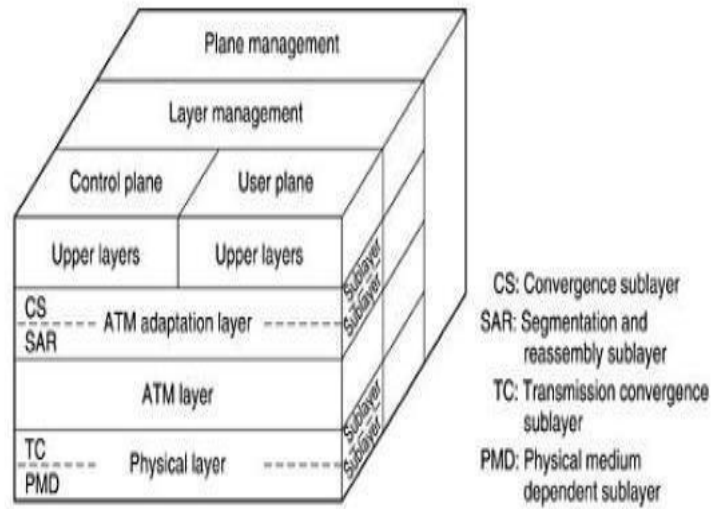 Plane management
Layer management
Control plane
User plane
Upper layers
Upper layers
CS
ATM adaptation layer
SAR
Sublayer
Sublayer
ATM layer
TC
Physical layer
PMD
Sublayer
Sublayer
CS: Convergence sublayer
SAR: Segmentation and
reassembly sublayer
TC: Transmission convergence
sublayer
PMD: Physical medium
dependent sublayer